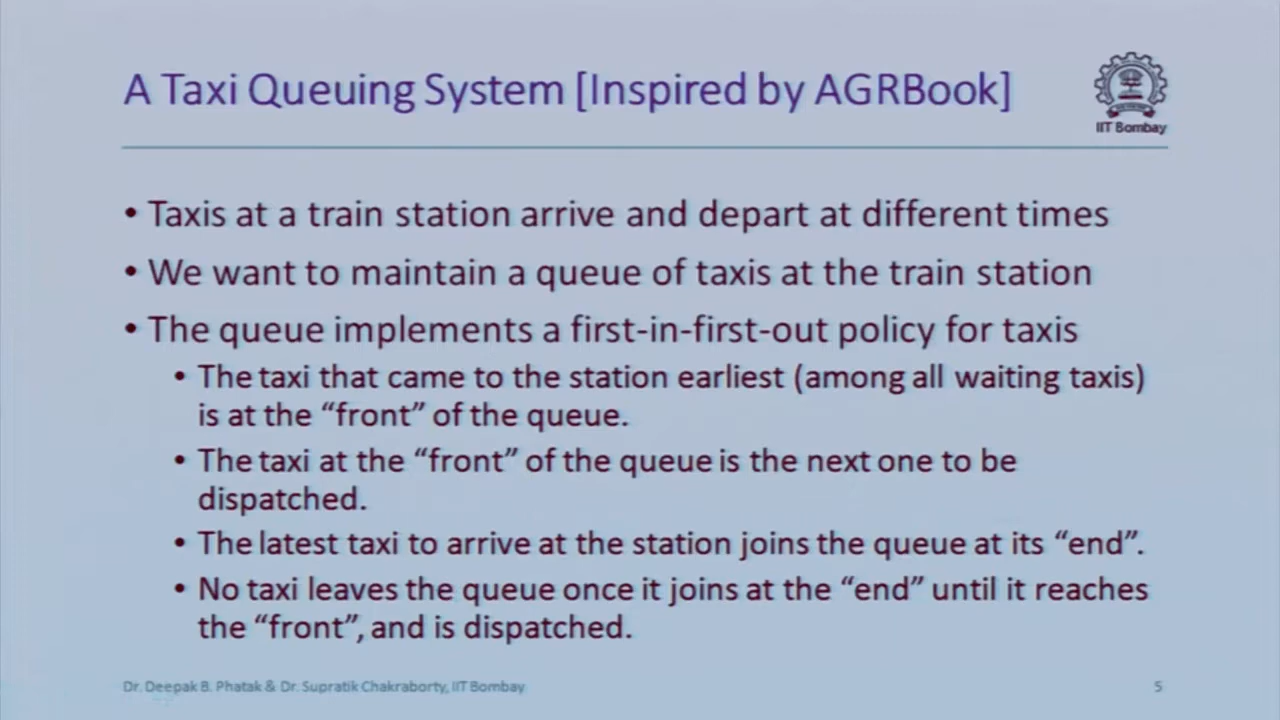 A Taxi Queuing System [Inspired by AGRBook]
IIT Bombay
• Taxis at a train station arrive and depart at different times
• We want to maintain a queue of taxis at the train station
• The queue implements a first-in-first-out policy for taxis
• The taxi that came to the station earliest (among all waiting taxis)
is at the “front” of the queue.
• The taxi at the “front” of the queue is the next one to be
dispatched.
• The latest taxi to arrive at the station joins the queue at its “end”.
• No taxi leaves the queue once it joins at the “end” until it reaches
the “front”, and is dispatched.
Dr. Deepak B. Phatak & Dr. Supratik Chakraborty, IIT Bombay
5